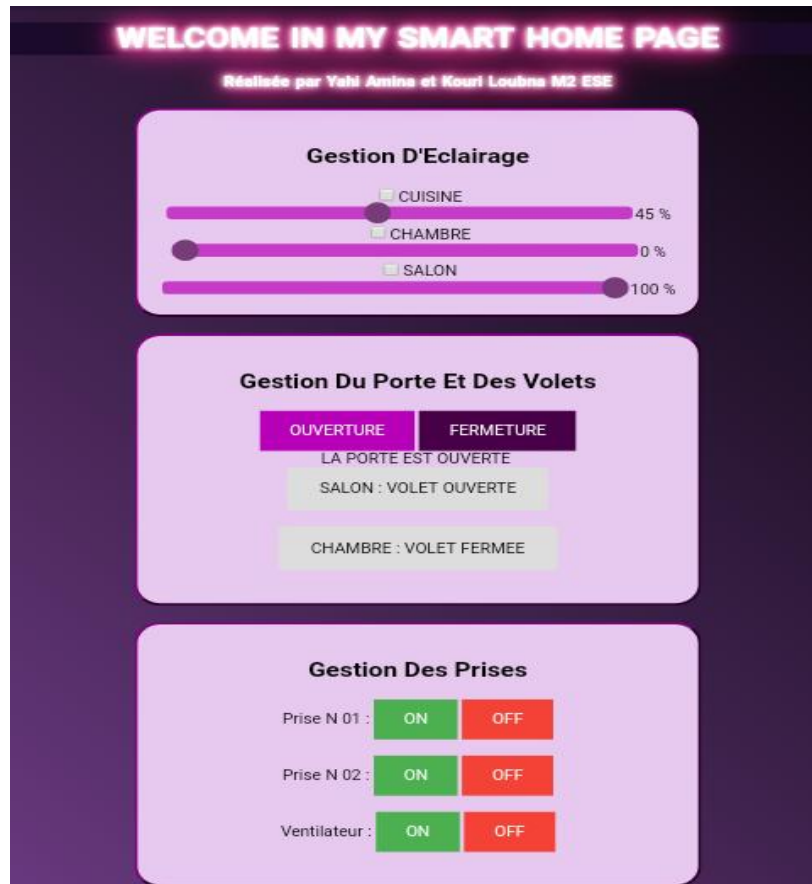 WELCOME IN MY SMART HOME PAGE
Réalisée par Yahi Amina et Kouri Loubna M2 ESE
Gestion D'Eclairage
CUISINE
45 %
CHAMBRE
0 %
SALON
100 %
Gestion Du Porte Et Des Volets
OUVERTURE FERMETURE
LA PORTE EST OUVERTE
SALON : VOLET OUVERTE
CHAMBRE : VOLET FERMEE
Gestion Des Prises
Prise N 01 : ON OFF
Prise N 02 : ON OFF
Ventilateur : ON OFF